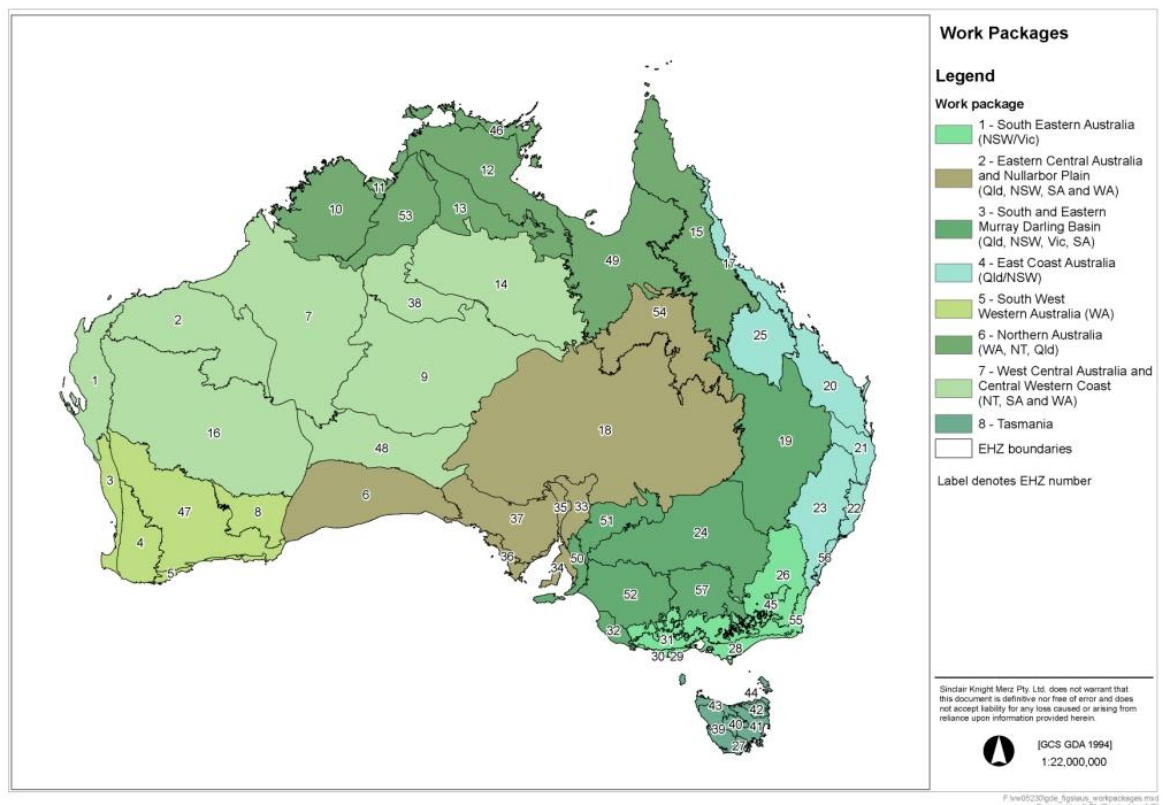 Work Packages
Legend
Work package
1 - South Eastern Australia
(NSW/Vic)
2 - Eastern Central Australia
and Nullarbor Plain
(Qld, NSW, SA and WA)
3 - South and Eastern
Murray Darling Basin
(Qld, NSW, Vic, SA)
4 - East Coast Australia
(Qld/NSW)
5 - South West
Western Australia (WA)
6 - Northern Australia
(WA, NT, Qld)
7 - West Central Australia and
Central Western Coast
(NT, SA and WA)
8 - Tasmania
EHZ boundaries
Label denotes EHZ number
46
12
11
10
53
13
15
49
17
14
38
54
2
7
25
1
9
20
16
18
19
21
48
3
6
47
8
35
33
23
22
37
51
4
24
5
36
34
50
56
26
52
57
45
55
32
31
28
30
29
44
43
42
39
40
41
27
Sinclair Knight Merz Pty. Ltd. does not warrant that
this document is definitive nor free of error and does
not accept liability for any loss caused or arising from
reliance upon information provided herein.
[GCS GDA 1994]
1:22,000,000